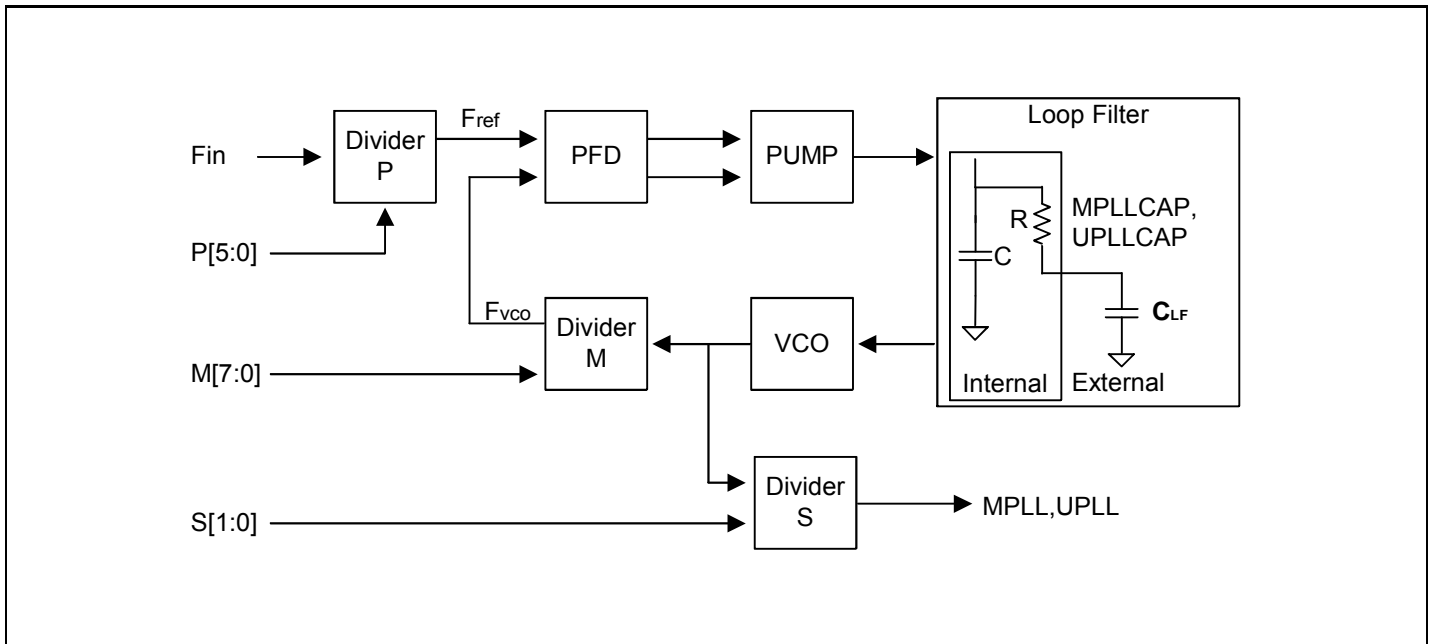 Loop Filter
Fin
Divider
P
Fref
PFD
PUMP
R
C
MPLLCAP,
UPLLCAP
CLF
Internal
External
P[5:0]
Fvco
Divider
M
VCO
M[7:0]
Divider
S
S[1:0]
MPLL,UPLL